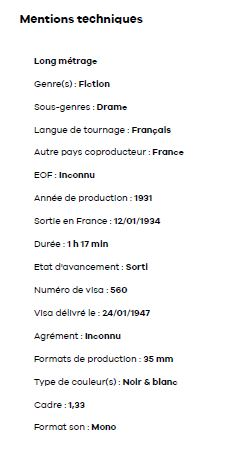 Mentions techniques
Long métrage
Genre(s) : Fiction
Sous-genres : Drame
Langue de tournage : Français
Autre pays coproducteur : France
EOF : Inconnu
Année de production : 1931
Sortie en France : 12/01/1934
Durée : 1 h 17 min
Etat d'avancement : Sorti
Numéro de visa : 560
Visa délivré le : 24/01/1947
Agrément : Inconnu
Formats de production : 35 mm
Type de couleur(s) : Noir & blanc
Cadre : 1,33
Format son : Mono